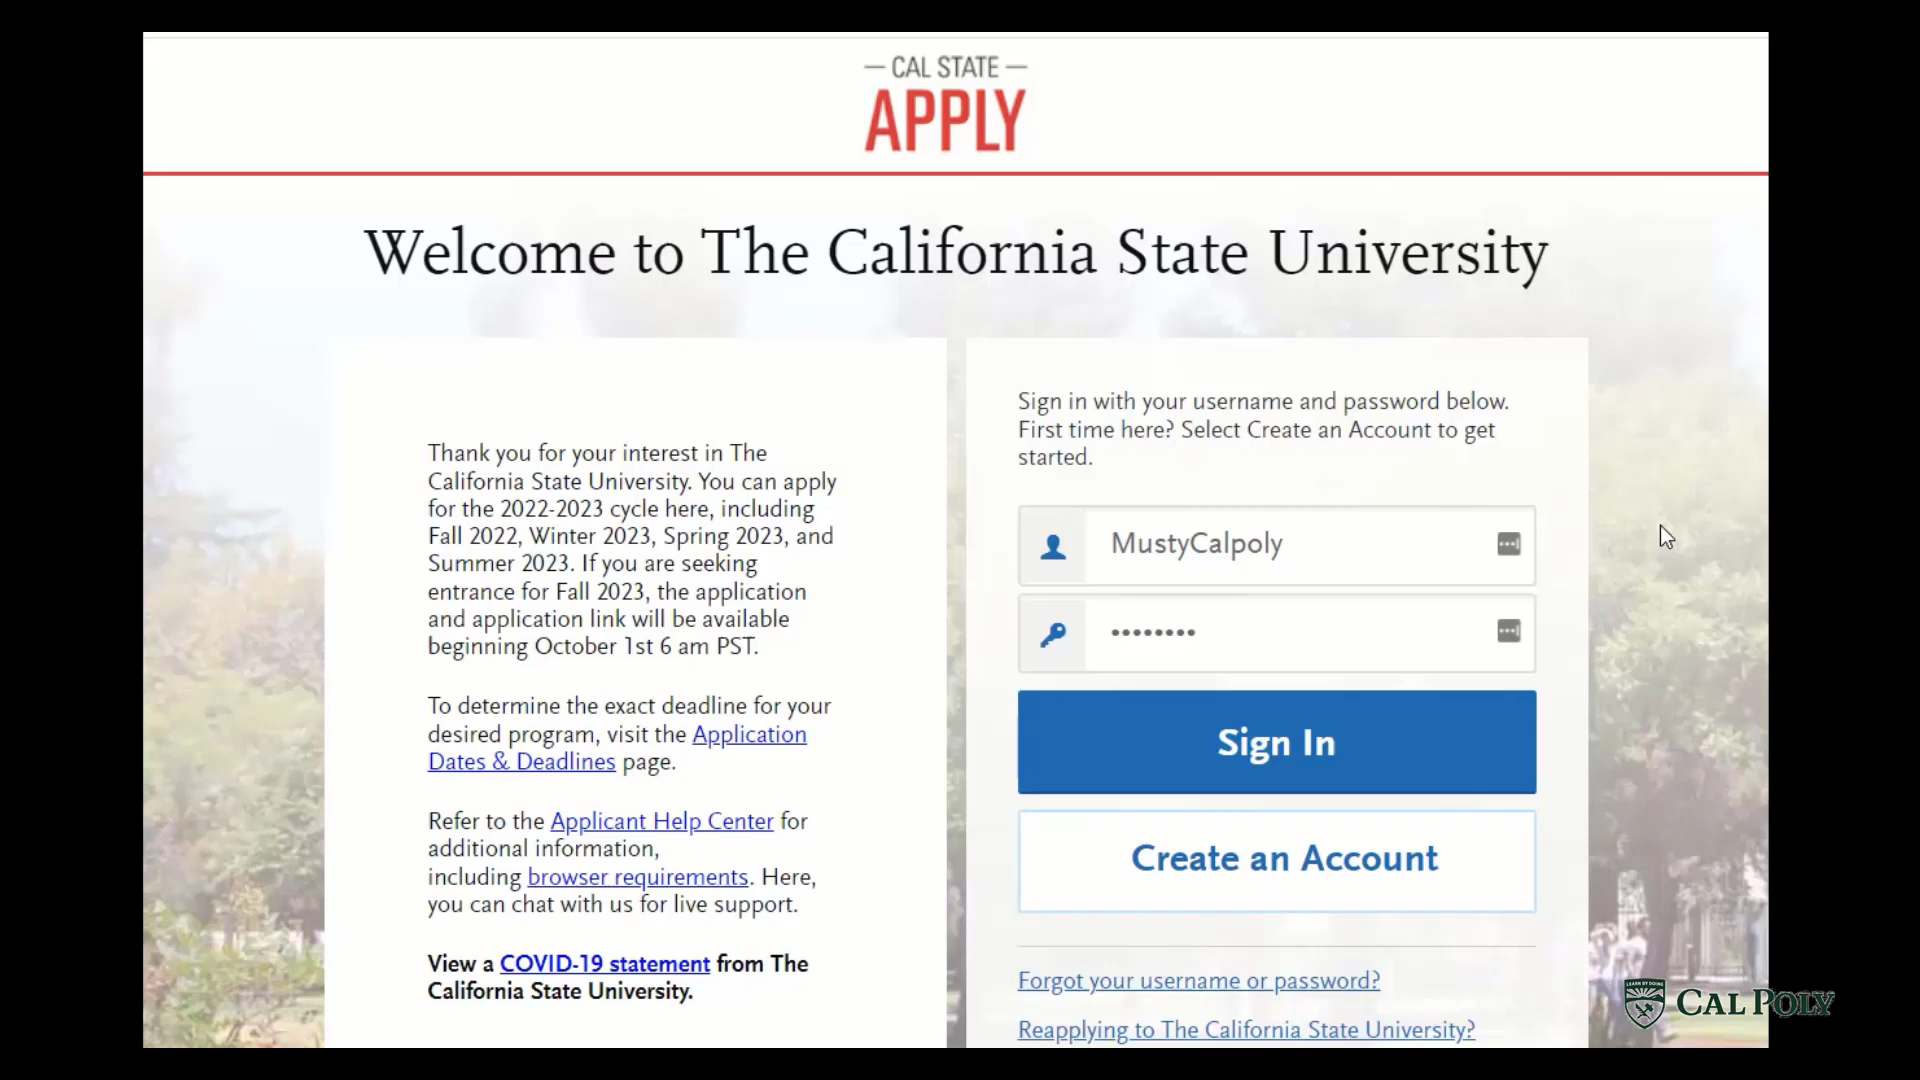 — CAL STATE —
APPLY
Welcome to The California State University
Thank you for your interest in The
California State University. You can apply
for the 2022-2023 cycle here, including
Fall 2022, Winter 2023, Spring 2023, and
Summer 2023. If you are seeking
entrance for Fall 2023, the application
and application link will be available
beginning October 1st 6 am PST.
To determine the exact deadline for your
desired program, visit the Application
Dates & Deadlines page.
Refer to the Applicant Help Center for
additional information,
including browser requirements. Here,
you can chat with us for live support.
View a COVID-19 statement from The
California State University.
Sign in with your username and password below.
First time here? Select Create an Account to get
started.
MustyCalpoly
••••••••
Sign In
Create an Account
Forgot your username or password?
Reapplying to The California State University?
LEARN BY DOING
CAL POLY